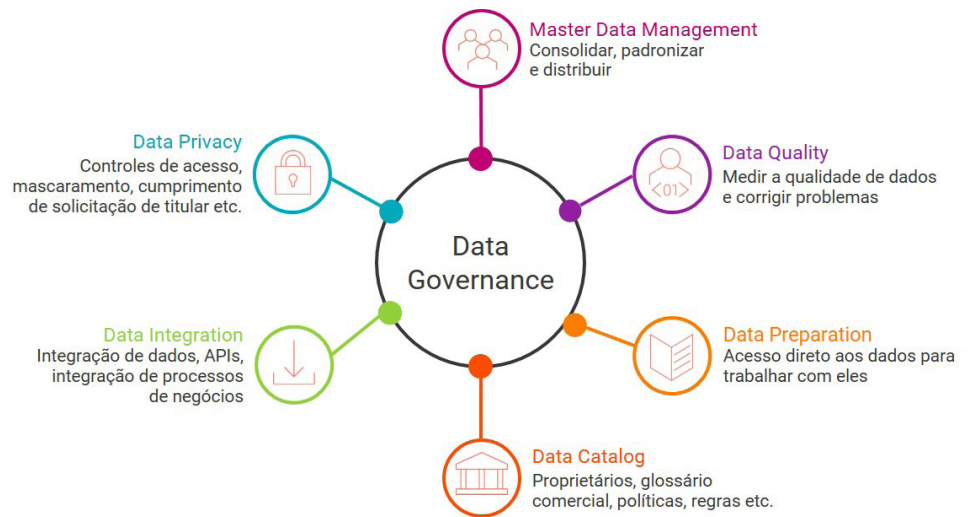 Master Data Management
Consolidar, padronizar
e distribuir
Data Privacy
Controles de acesso,
mascaramento, cumprimento
de solicitação de titular etc.
Data Quality
Medir a qualidade de dados
e corrigir problemas
<01>
Data
Governance
Data Integration
Integração de dados, APIs,
integração de processos
de negócios
Data Preparation
Acesso direto aos dados para
trabalhar com eles
Data Catalog
Proprietários, glossário
comercial, políticas, regras etc.